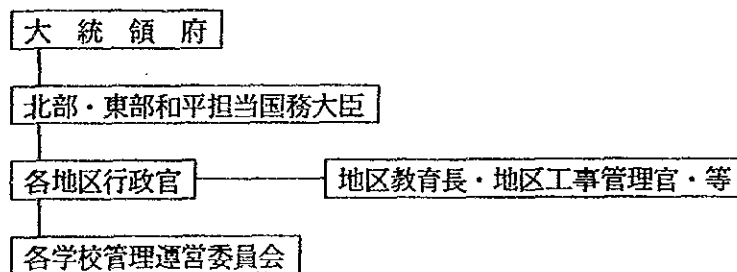 大統領府
北部・東部和平担当国務大臣
各地区行政官 地区教育長・地区工事管理官・等
各学校管理運営委員会